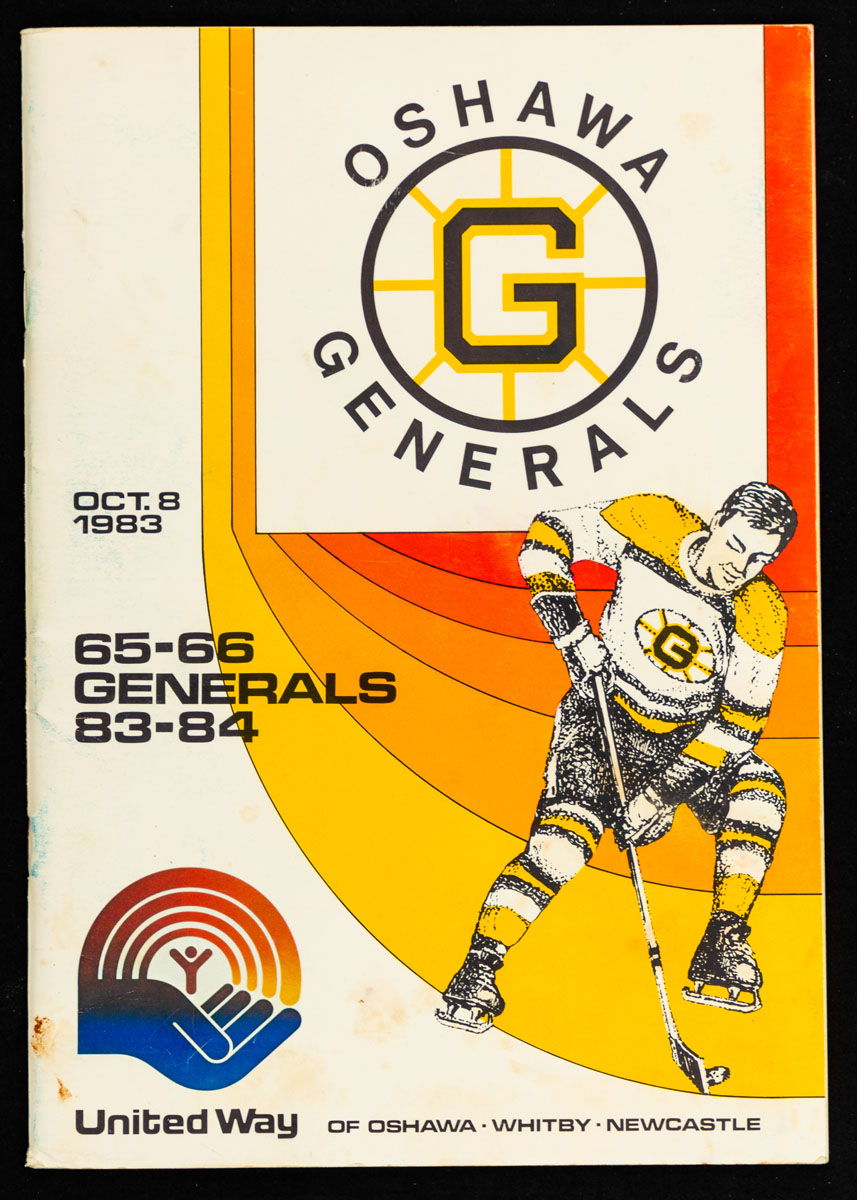 OSHAWA
G
GENERALS
OCT. 8
1983
65-66
GENERALS
83-84
G
United Way OF OSHAWA · WHITBY · NEWCASTLE